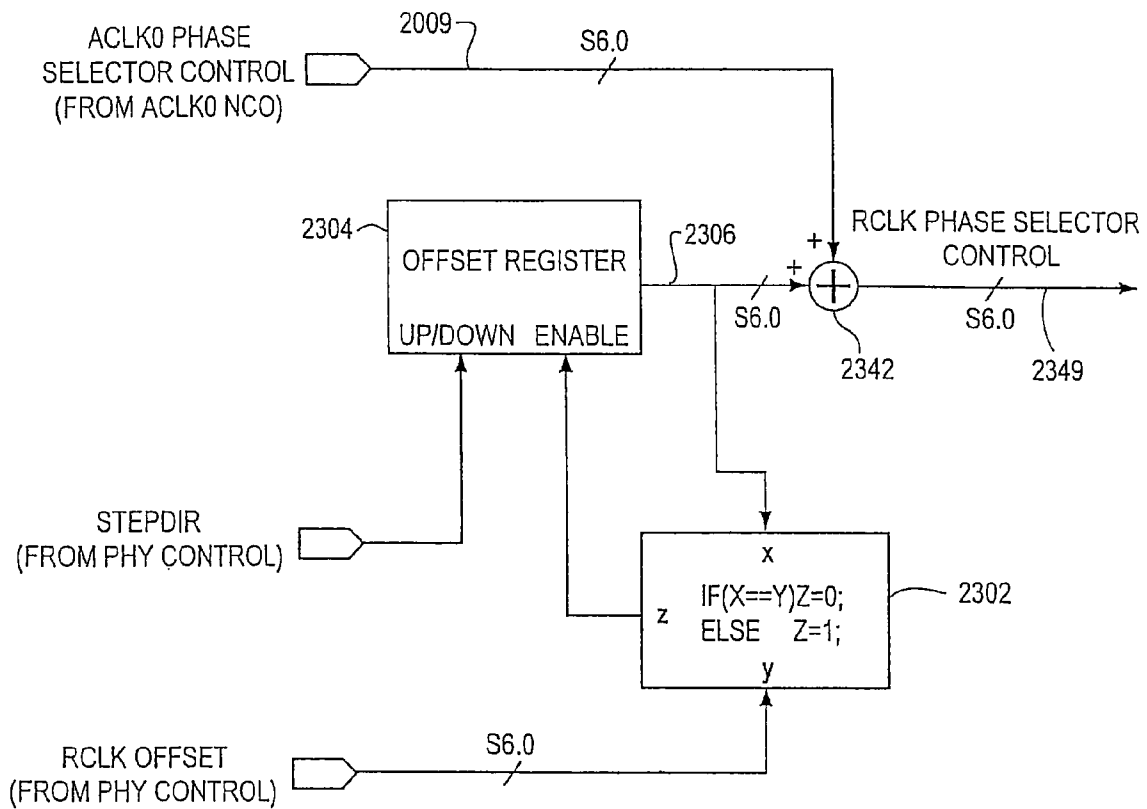 ACLK0 PHASE
SELECTOR CONTROL
(FROM ACLK0 NCO)
2009
S6.0
2304
OFFSET REGISTER
UP/DOWN ENABLE
2306
+
+
S6.0
2342
RCLK PHASE SELECTOR
CONTROL
S6.0
2349
STEPDIR
(FROM PHY CONTROL)
x
z
IF(X==Y)Z=0;
ELSE Z=1;
y
2302
RCLK OFFSET
(FROM PHY CONTROL)
S6.0